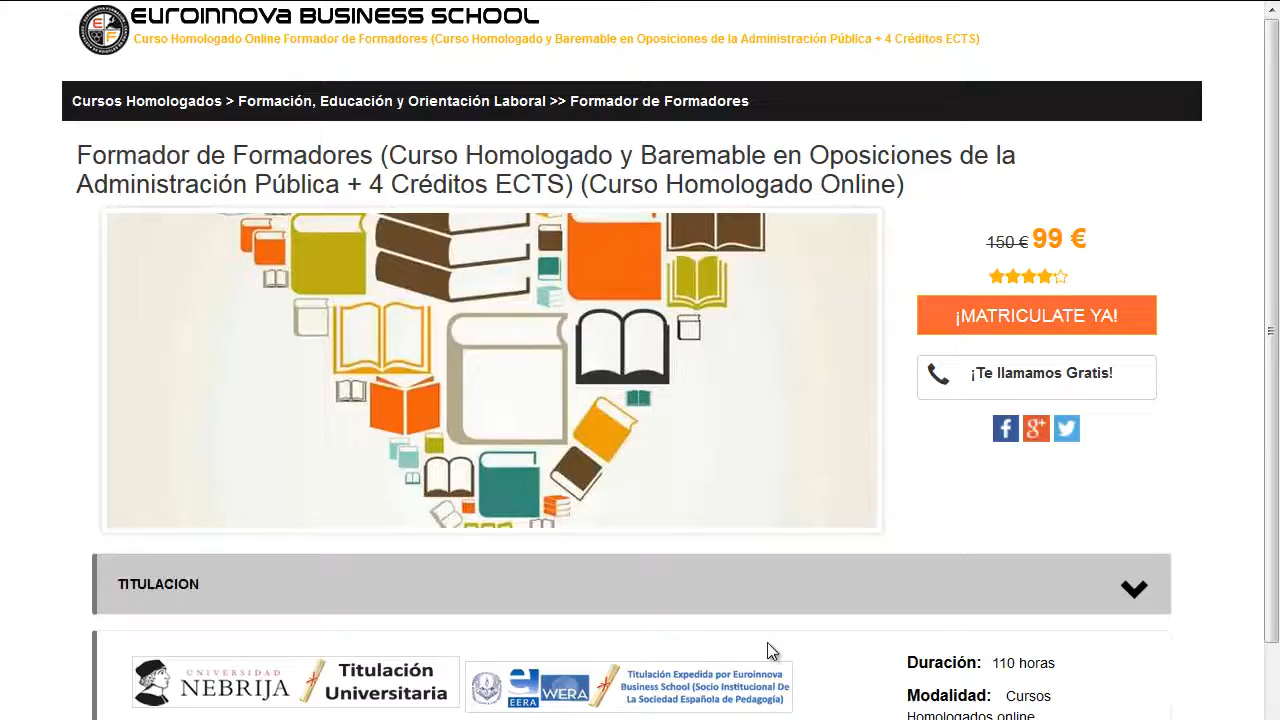 EUROINNOVA BUSINESS SCHOOL
Curso Homologado Online Formador de Formadores (Curso Homologado y Baremable en Oposiciones de la Administración Pública + 4 Créditos ECTS)
Cursos Homologados > Formación, Educación y Orientación Laboral >> Formador de Formadores
Formador de Formadores (Curso Homologado y Baremable en Oposiciones de la
Administración Pública + 4 Créditos ECTS) (Curso Homologado Online)
150 € 99 €
¡MATRICULATE YA!
¡Te llamamos Gratis!
TITULACION
UNIVERSIDAD
NEBRIJA
Titulación
Universitaria
EERA
WERA
Titulación Expedida por Euroinnova
Business School (Socio Institucional De
La Sociedad Española de Pedagogía)
Duración: 110 horas
Modalidad: Cursos
Homologados online